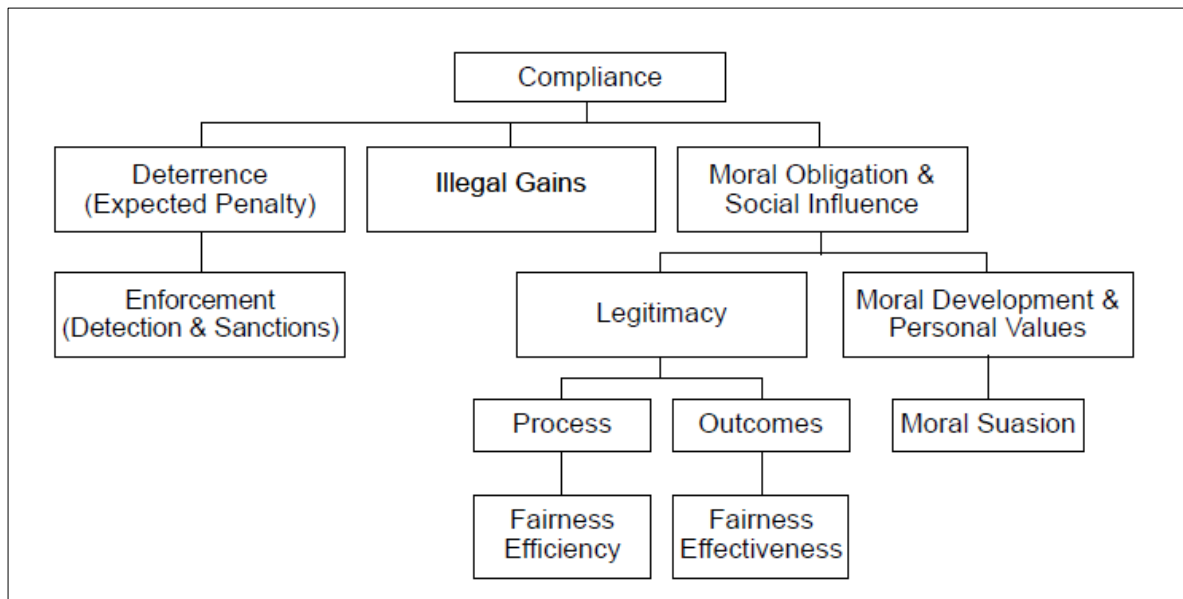 Compliance
Deterrence
(Expected Penalty)
Illegal Gains
Moral Obligation &
Social Influence
Enforcement
(Detection & Sanctions)
Legitimacy
Moral Development &
Personal Values
Process
Outcomes
Moral Suasion
Fairness
Efficiency
Fairness
Effectiveness